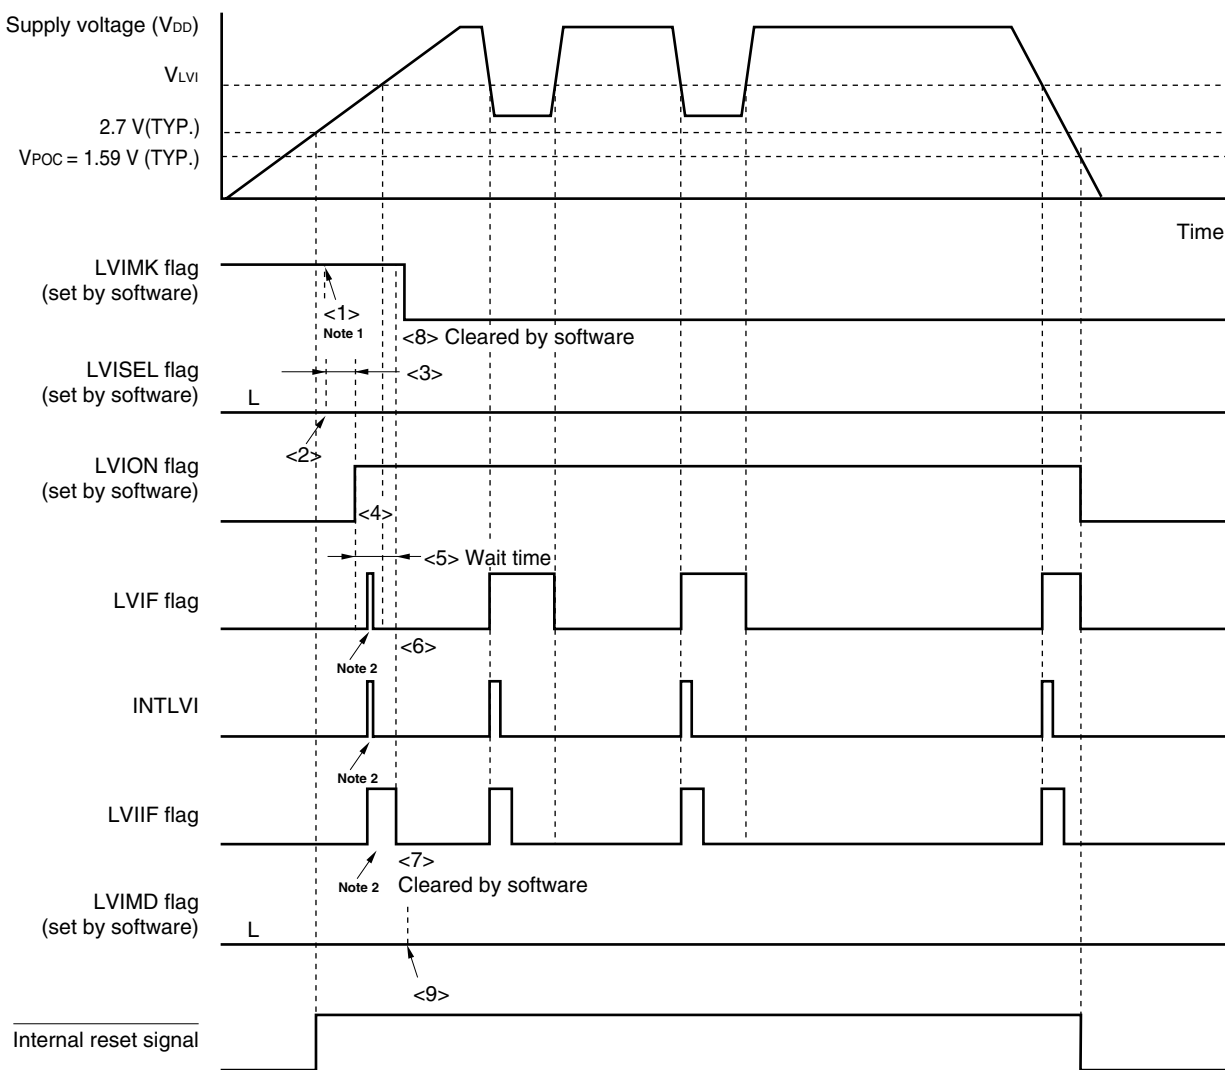 Supply voltage (VDD)
VLVI
2.7 V(TYP.)
VPOC = 1.59 V (TYP.)
Time
LVIMK flag
(set by software)
<1>
Note 1
<8> Cleared by software
LVISEL flag
(set by software)
L
<3>
<2>
LVION flag
(set by software)
<4>
<5> Wait time
LVIF flag
Note 2
<6>
INTLVI
Note 2
LVIIF flag
Note 2
<7>
Cleared by software
LVIMD flag
(set by software)
L
<9>
Internal reset signal